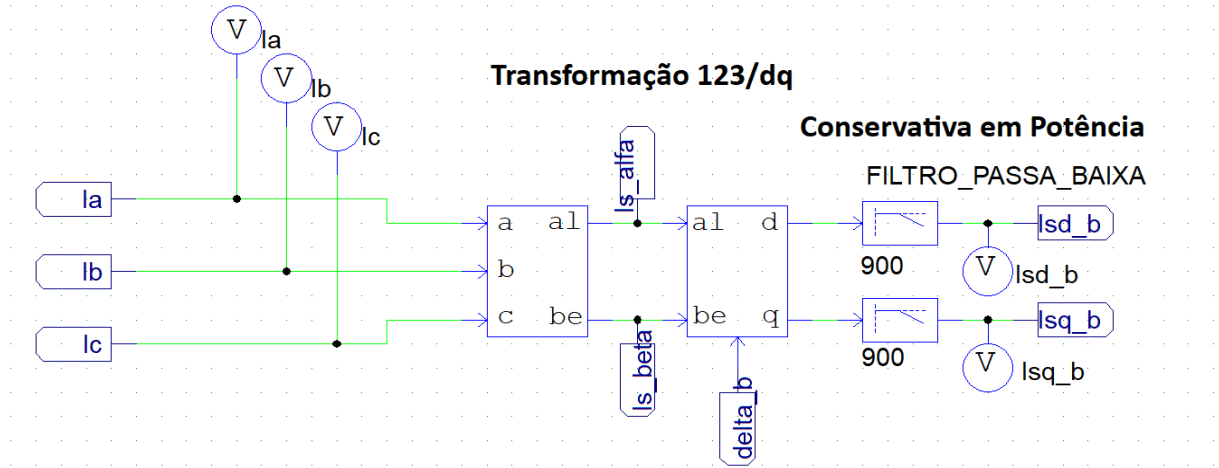 V
Ia
V
Ib
V
Ic
Transformação 123/dq
Conservativa em Potência
FILTRO_PASSA_BAIXA
Ia
Ib
Ic
a
b
c
al
be
Is_alfa
Is_beta
al
be
d
q
delta_b
900
900
Isd_b
V
Isd_b
Isq_b
V
Isq_b